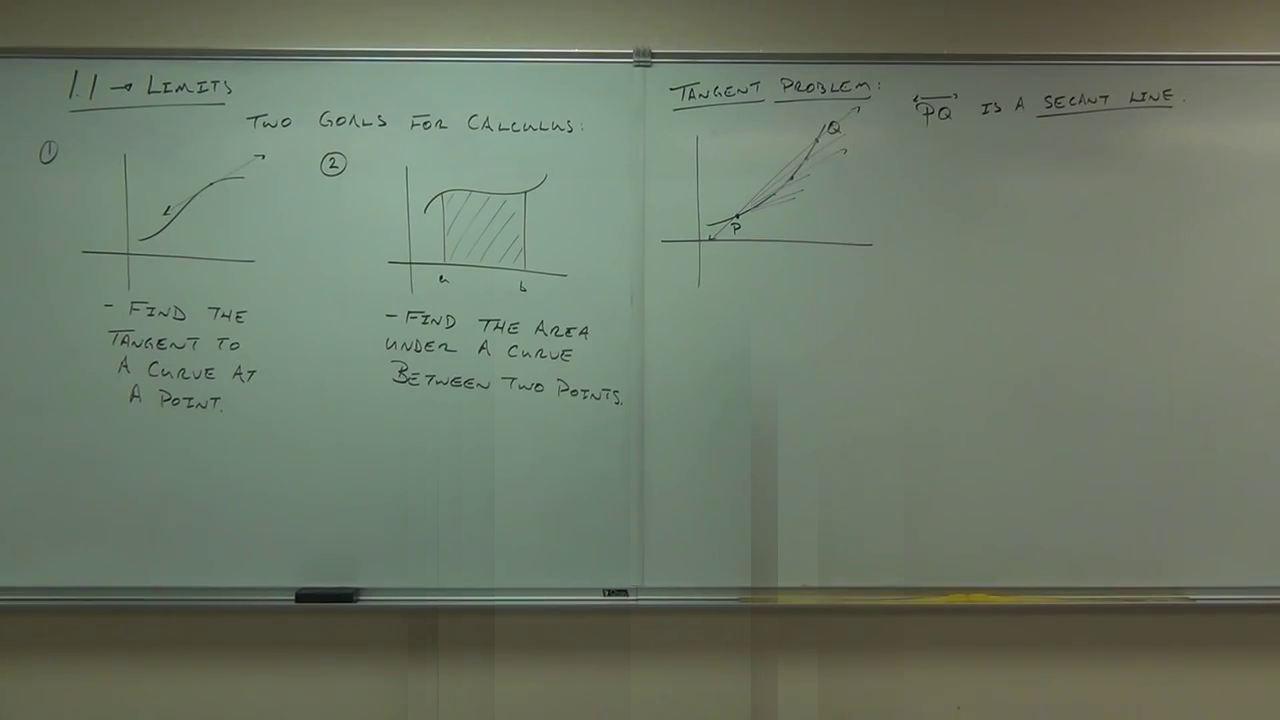 1.1 → LIMITS
TWO GOALS FOR CALCULUS:
①
②
a
b
- FIND THE
TANGENT TO
A CURVE AT
A POINT.
- FIND THE AREA
UNDER A CURVE
BETWEEN TWO POINTS.
TANGENT PROBLEM:
Q
P
PQ IS A SECANT LINE.